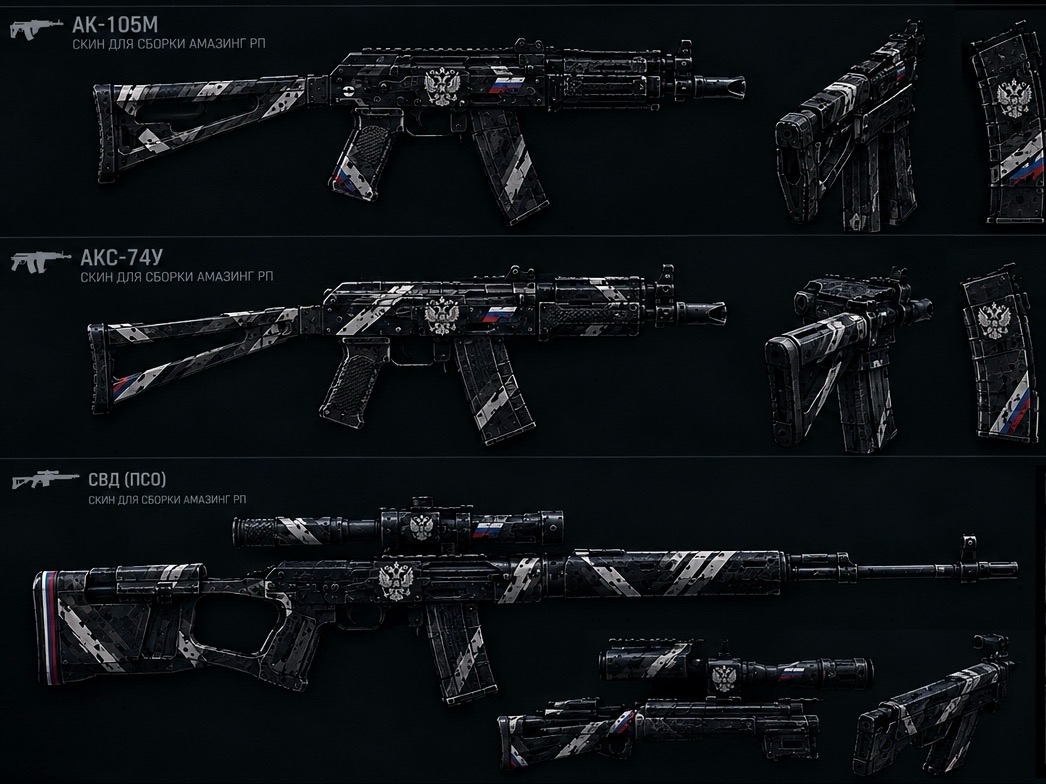 АК-105М
СКИН ДЛЯ СБОРКИ АМАЗИНГ РП
АКС-74У
СКИН ДЛЯ СБОРКИ АМАЗИНГ РП
СВД (ПСО)
СКИН ДЛЯ СБОРКИ АМАЗИНГ РП